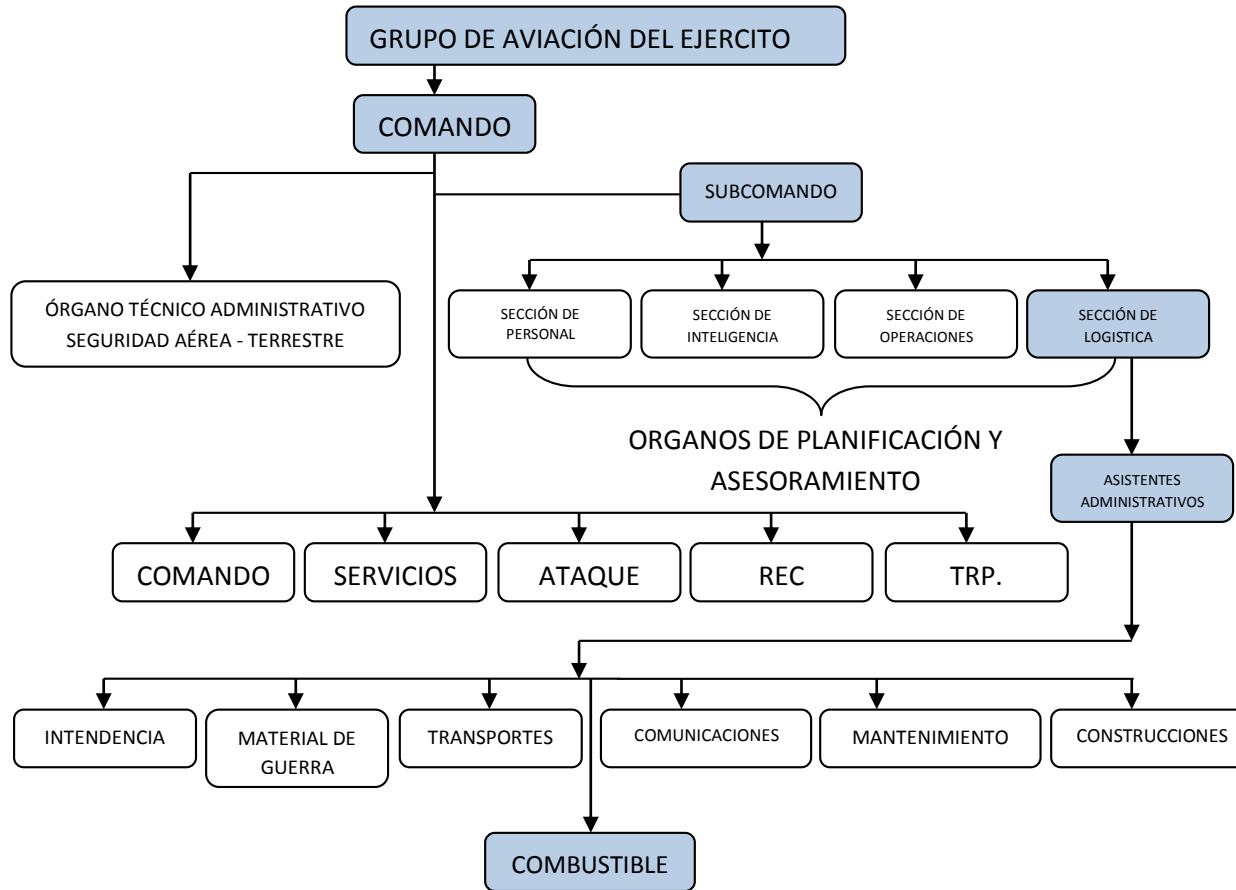 GRUPO DE AVIACIÓN DEL EJERCITO
COMANDO
SUBCOMANDO
ÓRGANO TÉCNICO ADMINISTRATIVO
SEGURIDAD AÉREA - TERRESTRE
SECCIÓN DE
PERSONAL
SECCIÓN DE
INTELIGENCIA
SECCIÓN DE
OPERACIONES
SECCIÓN DE
LOGISTICA
ORGANOS DE PLANIFICACIÓN Y
ASESORAMIENTO
ASISTENTES
ADMINISTRATIVOS
COMANDO
SERVICIOS
ATAQUE
REC
TRP.
INTENDENCIA
MATERIAL DE
GUERRA
TRANSPORTES
COMUNICACIONES
MANTENIMIENTO
CONSTRUCCIONES
COMBUSTIBLE